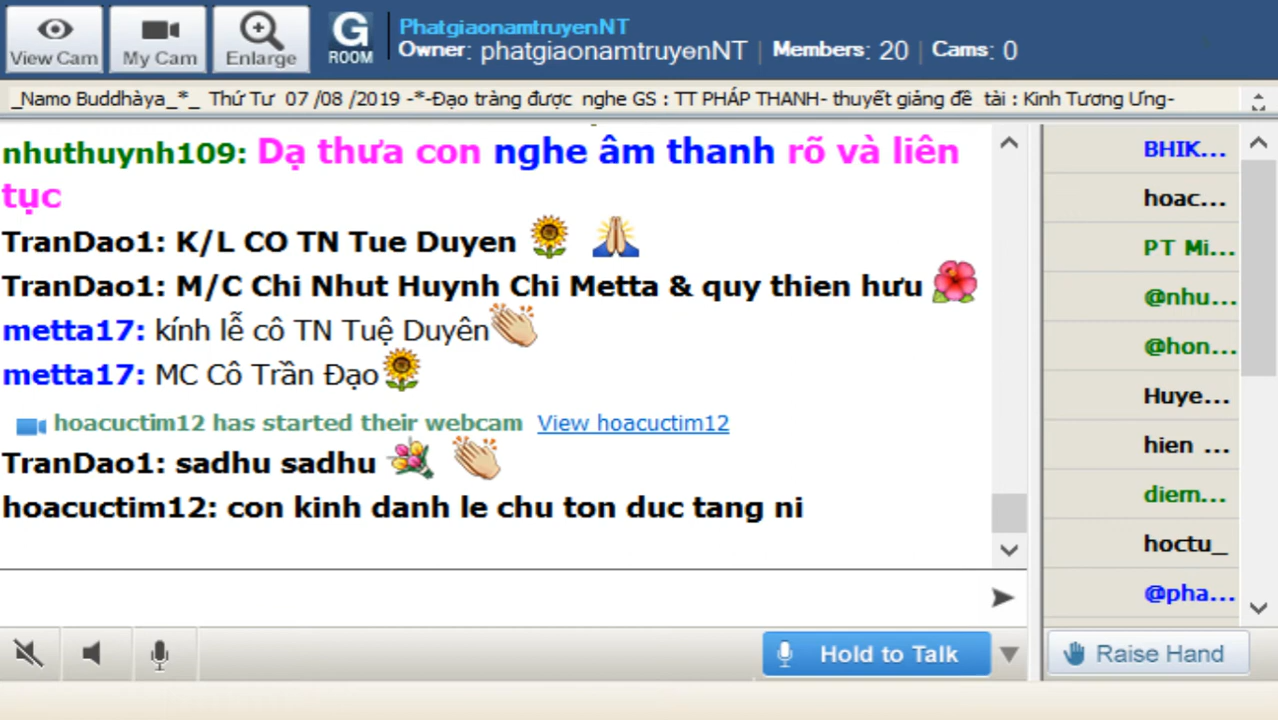 View Cam
My Cam
Enlarge
G
ROOM
PhatgiaonamtruyenNT
Owner: phatgiaonamtruyenNT | Members: 20 | Cams: 0
_Namo Buddhàya_*_ Thứ Tư 07 /08 /2019 -*-Đạo tràng được nghe GS : TT PHÁP THANH- thuyết giảng đề tài : Kinh Tương Ưng-
nhuthuynh109: Dạ thưa con nghe âm thanh rõ và liên
tục
TranDao1: K/L CO TN Tue Duyen
TranDao1: M/C Chi Nhut Huynh Chi Metta & quy thien hưu
metta17: kính lễ cô TN Tuệ Duyên
metta17: MC Cô Trần Đạo
hoacuctim12 has started their webcam View hoacuctim12
TranDao1: sadhu sadhu
hoacuctim12: con kinh danh le chu ton duc tang ni
BHIK...
hoac...
PT Mi...
@nhu...
@hon...
Huye...
hien ...
diem...
hoctu_
@pha...
Hold to Talk
Raise Hand